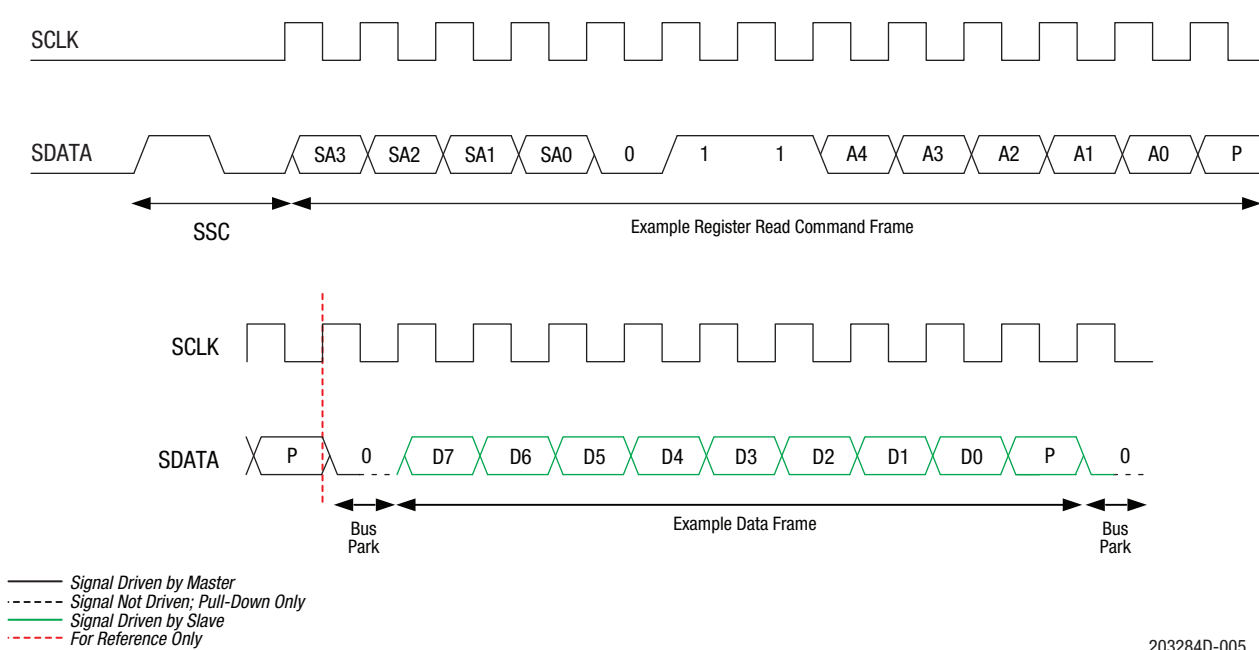 SCLK
SDATA SA3 SA2 SA1 SA0 0 1 1 A4 A3 A2 A1 A0 P
SSC
Example Register Read Command Frame
SCLK
SDATA P 0 D7 D6 D5 D4 D3 D2 D1 D0 P 0
Bus
Park
Example Data Frame
Bus
Park
Signal Driven by Master
Signal Not Driven; Pull-Down Only
Signal Driven by Slave
For Reference Only
203284D-005